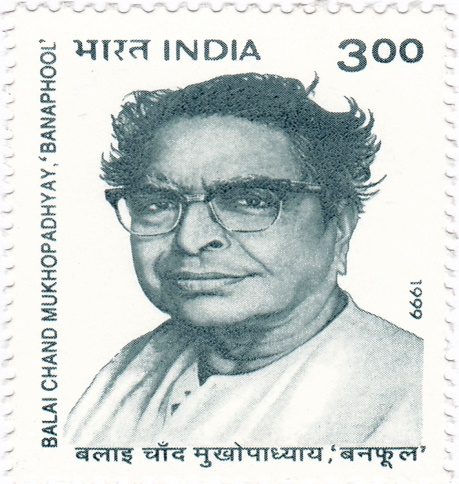 भारत INDIA 3.00
BALAI CHAND MUKHOPADHYAY, 'BANAPHOOL'
1999
बलाइ चाँद मुखोपाध्याय, 'बनफूल'